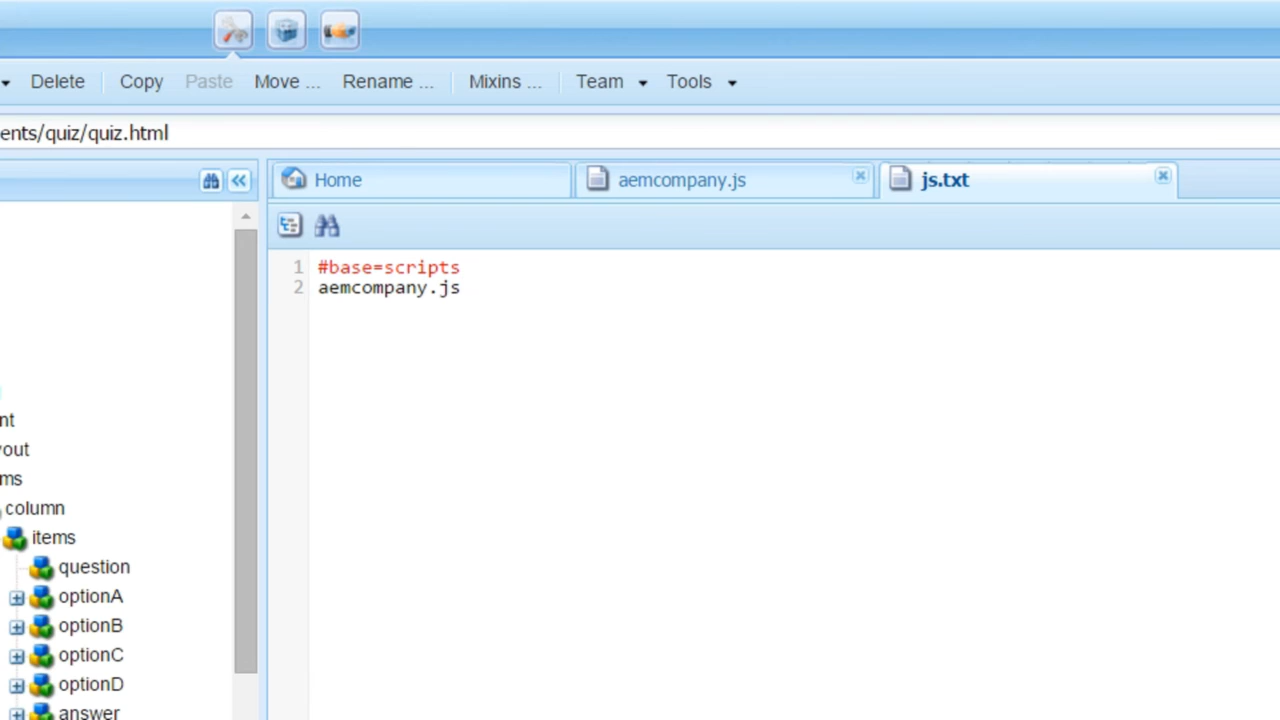 Delete Copy Paste Move ... Rename ... Mixins ... Team Tools
ents/quiz/quiz.html
Home aemcompany.js js.txt
1 #base=scripts
2 aemcompany.js
nt
out
ms
column
items
question
optionA
optionB
optionC
optionD
answer